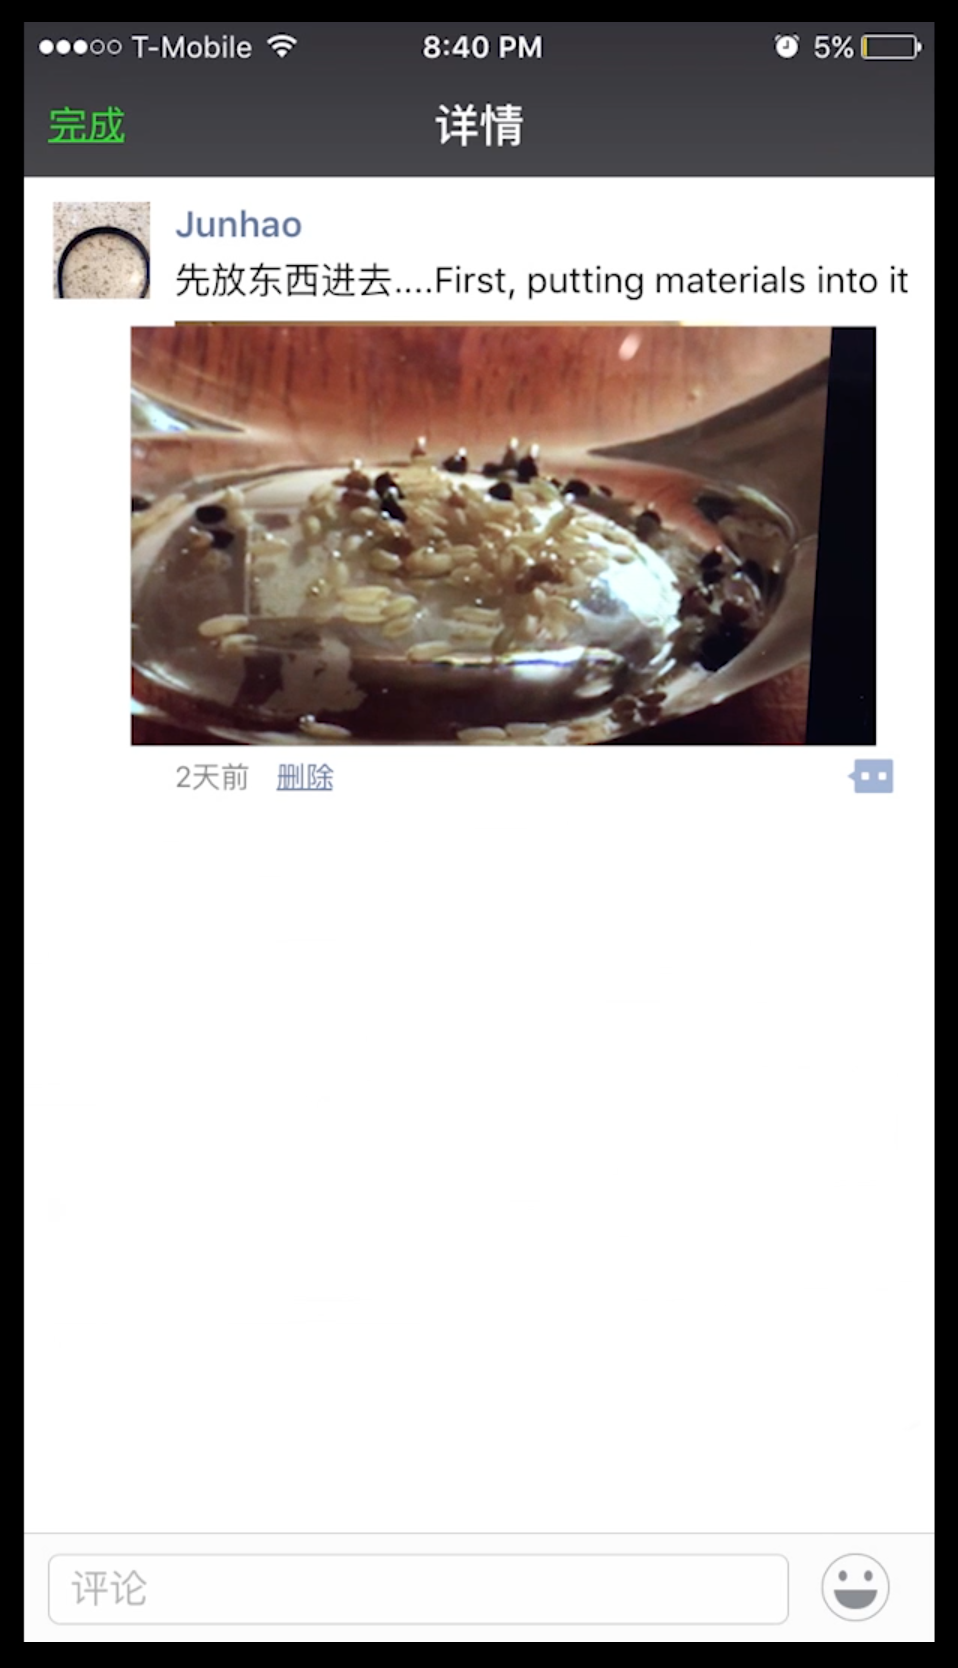 T-Mobile 8:40 PM 5%
完成 详情
Junhao
先放东西进去....First, putting materials into it
2天前 删除
评论